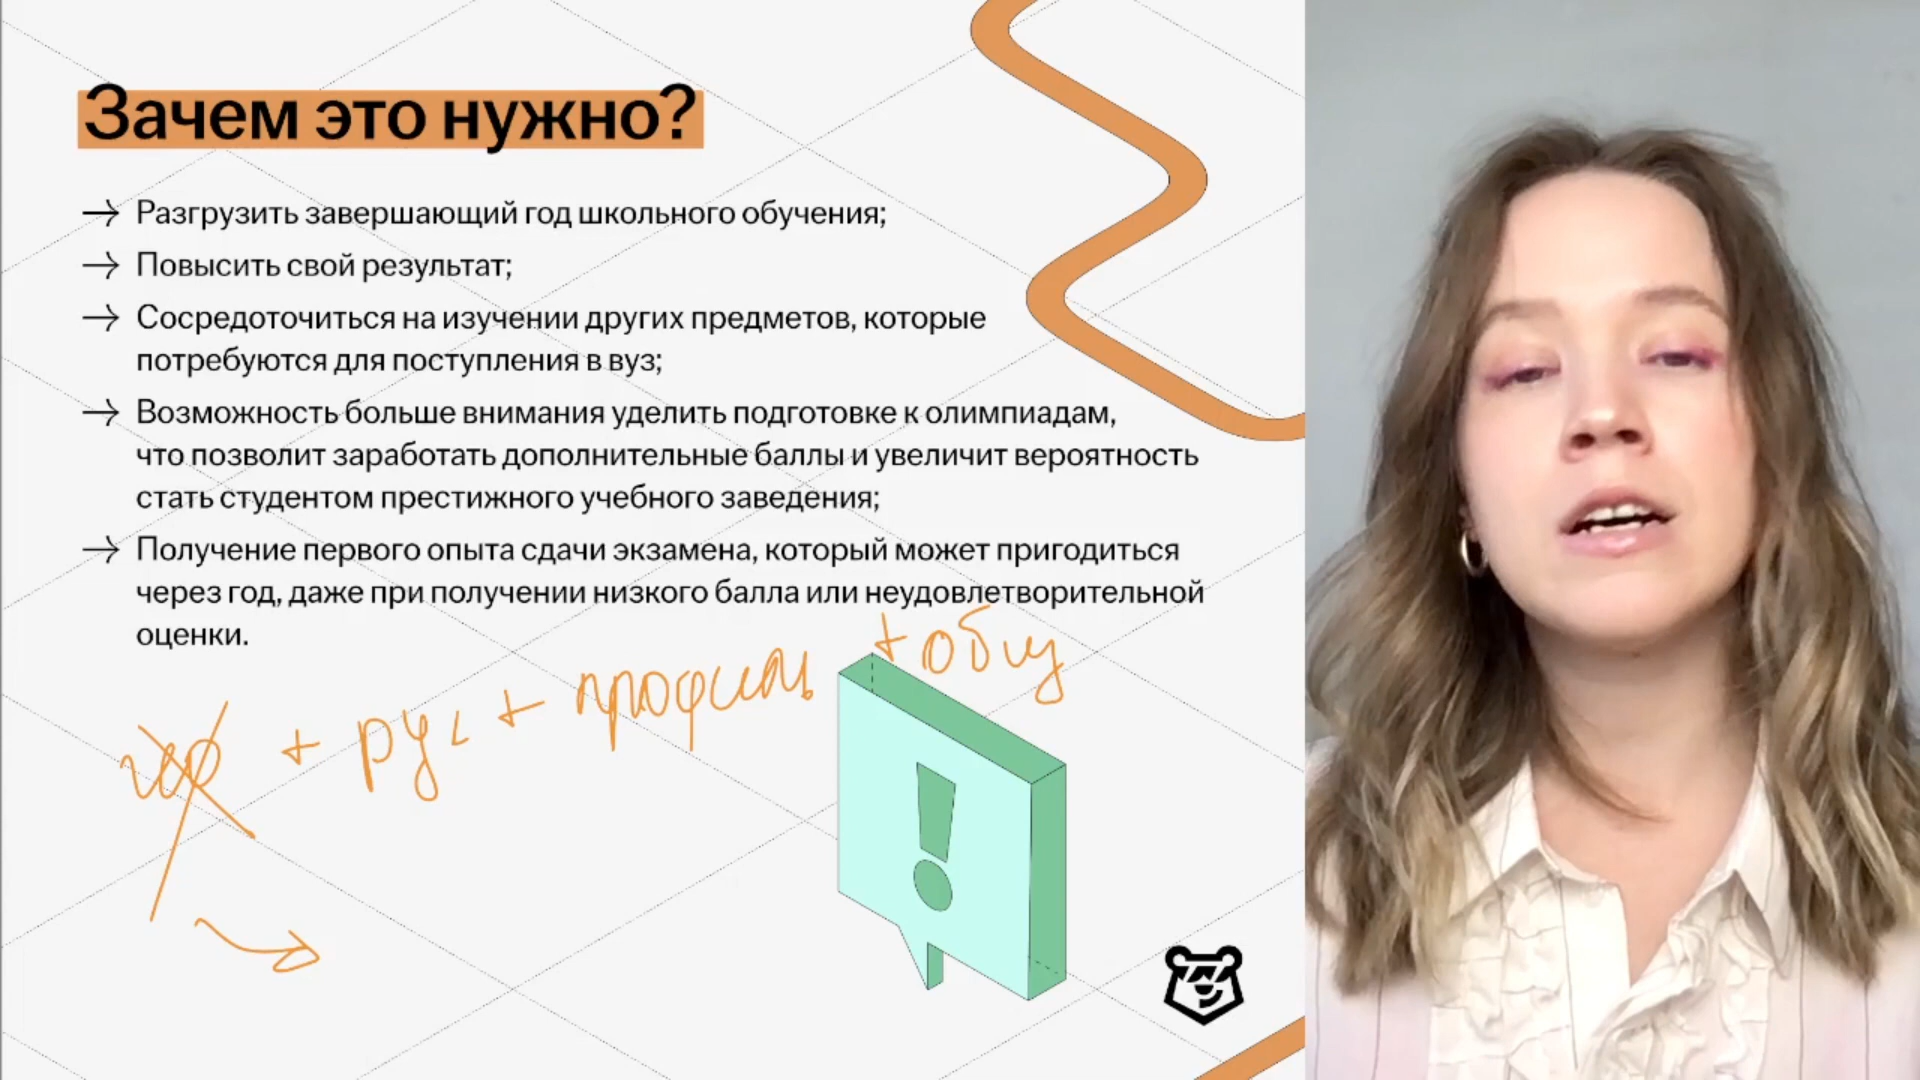 Зачем это нужно?
→ Разгрузить завершающий год школьного обучения;
→ Повысить свой результат;
→ Сосредоточиться на изучении других предметов, которые
потребуются для поступления в вуз;
→ Возможность больше внимания уделить подготовке к олимпиадам,
что позволит заработать дополнительные баллы и увеличит вероятность
стать студентом престижного учебного заведения;
→ Получение первого опыта сдачи экзамена, который может пригодиться
через год, даже при получении низкого балла или неудовлетворительной
оценки.
+ рус + профиль + общ
!